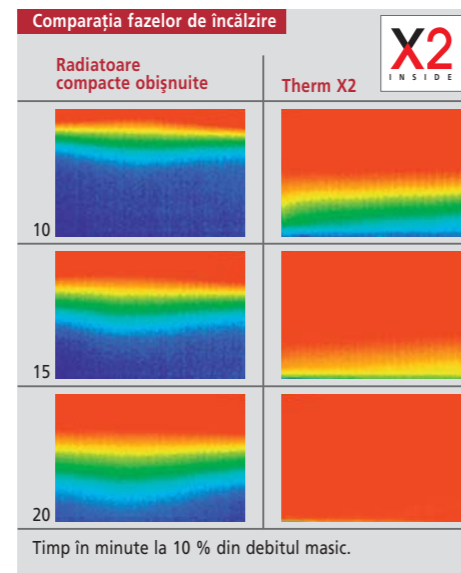 Comparația fazelor de încălzire
X2
INSIDE
Radiatoare
compacte obişnuite
Therm X2
10
15
20
Timp în minute la 10 % din debitul masic.